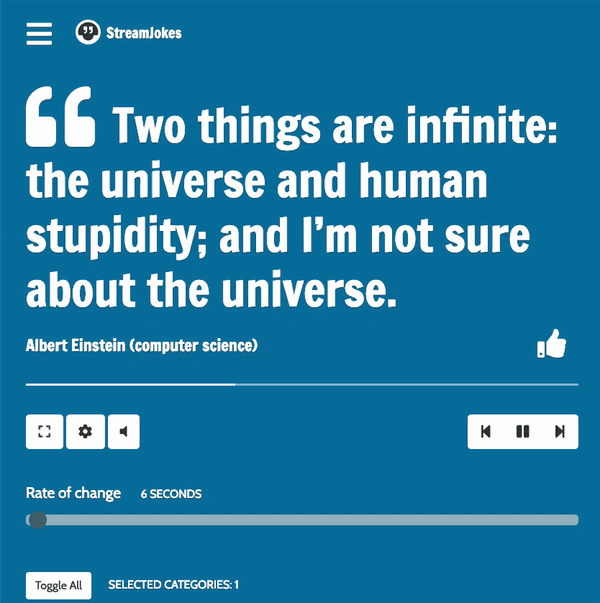 StreamJokes
“ Two things are infinite:
the universe and human
stupidity; and I’m not sure
about the universe.
Albert Einstein (computer science)
Rate of change 6 SECONDS
Toggle All SELECTED CATEGORIES: 1